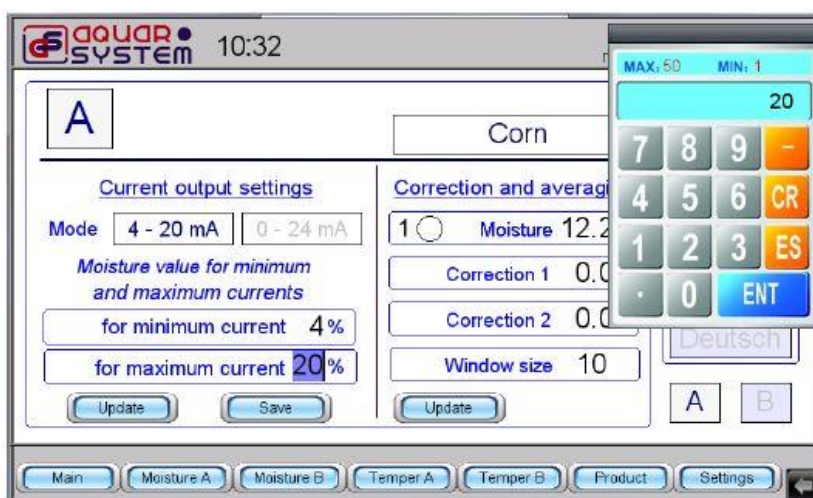 aquar
system
10:32
A
Corn
Current output settings
Mode 4 - 20 mA 0 - 24 mA
Moisture value for minimum
and maximum currents
for minimum current 4 %
for maximum current 20 %
Update Save
Correction and averagi
1 Moisture 12.2
Correction 1 0.0
Correction 2 0.0
Window size 10
Update
MAX: 50 MIN: 1
20
7 8 9 -
4 5 6 CR
1 2 3 ES
. 0 ENT
Deutsch
A B
Main Moisture A Moisture B Temper A Temper B Product Settings